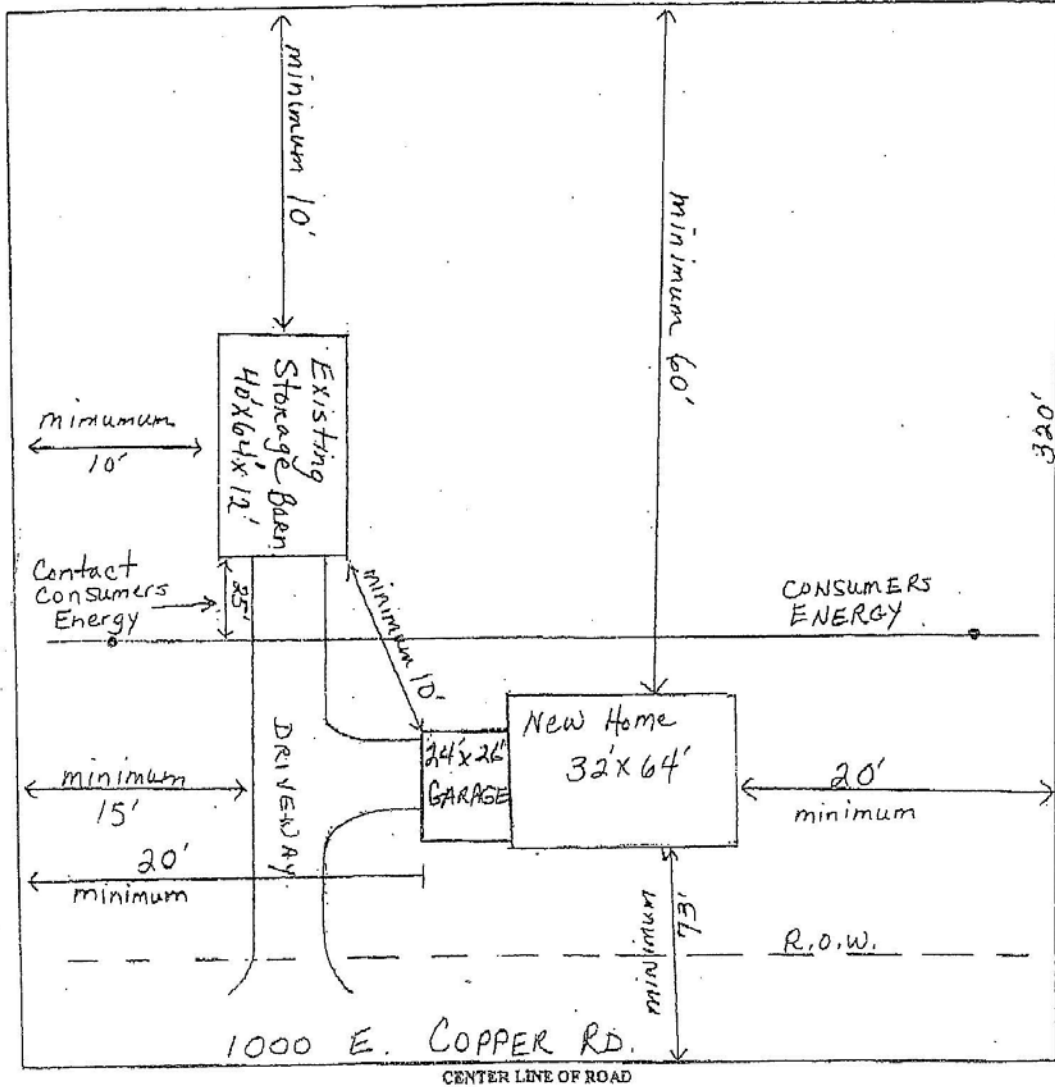 minimum 10'
minimum 60'
320'
Existing
Storage Barn
40'x64'x12'
mimumum
10'
Contact
Consumers
Energy
25'
minimum 10'
CONSUMERS
ENERGY
New Home
32'x64'
24'x26'
GARAGE
DRIVEWAY
minimum
15'
20'
minimum
20'
minimum
minimum 73'
R.O.W.
1000 E. COPPER RD.
CENTER LINE OF ROAD